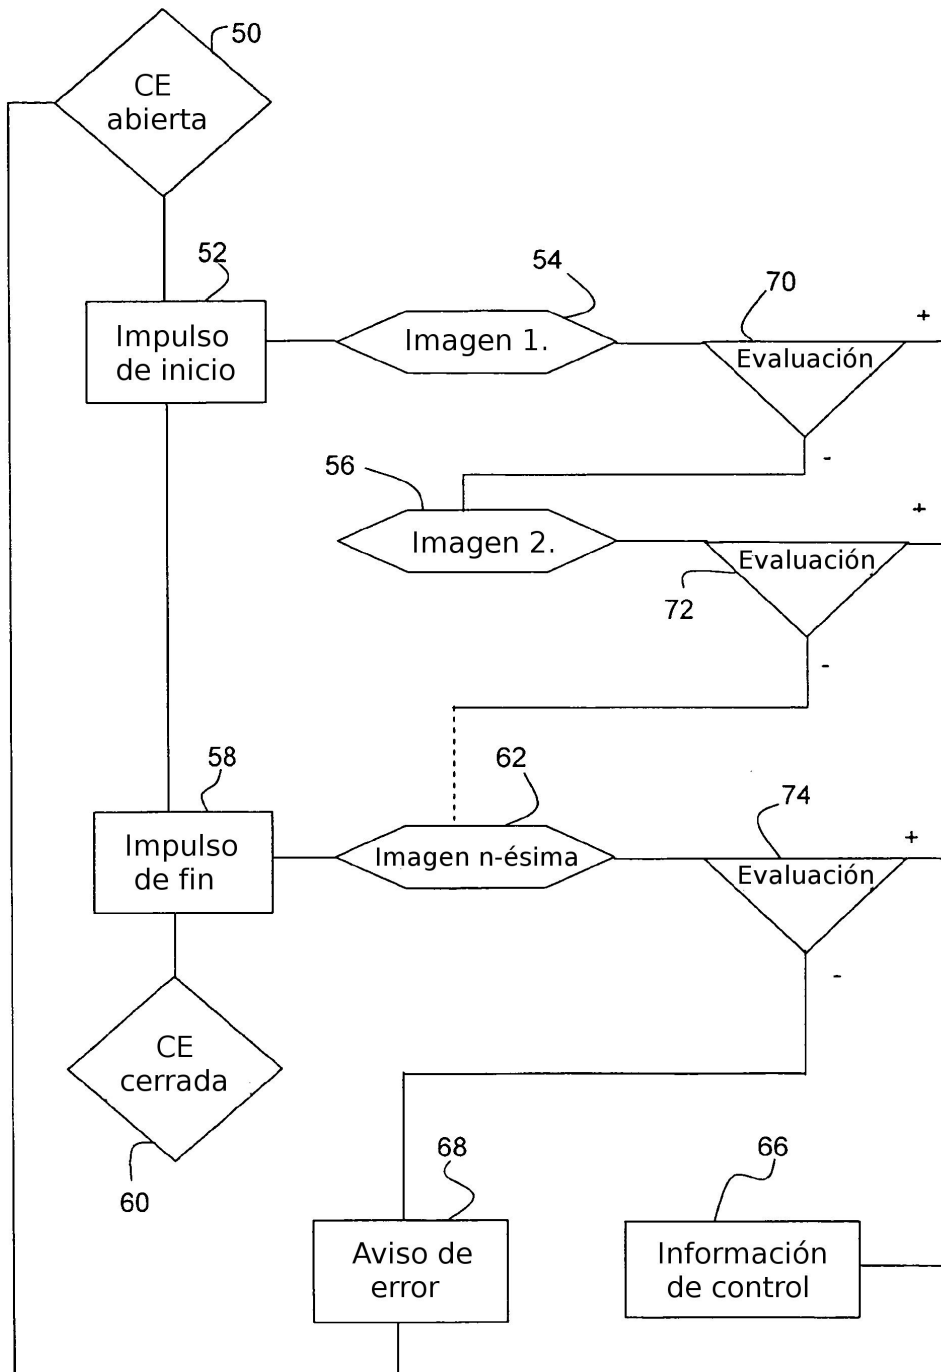 50
CE
abierta
52
54
70
+
Impulso
de inicio
Imagen 1.
Evaluación
-
56
+
Imagen 2.
Evaluación
72
-
58
62
74
+
Impulso
de fin
Imagen n-ésima
Evaluación
-
CE
cerrada
60
68
66
Aviso de
error
Información
de control